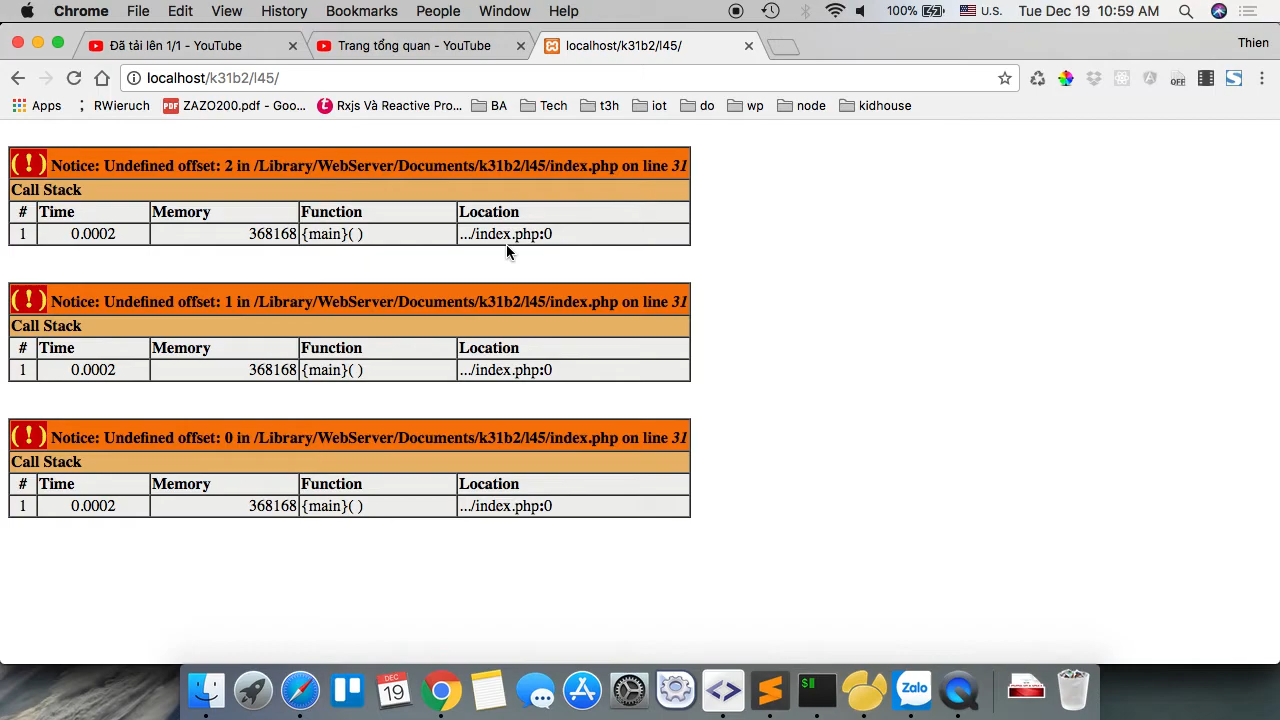 Chrome File Edit View History Bookmarks People Window Help 100% U.S. Tue Dec 19 10:59 AM
Đã tải lên 1/1 - YouTube Trang tổng quan - YouTube localhost/k31b2/l45/ Thien
localhost/k31b2/l45/
Apps RWieruch ZAZO200.pdf - Goo... Rxjs Và Reactive Pro... BA Tech t3h iot do wp node kidhouse
( ! ) Notice: Undefined offset: 2 in /Library/WebServer/Documents/k31b2/l45/index.php on line 31
Call Stack
# Time Memory Function Location
1 0.0002 368168 {main}( ) .../index.php:0
( ! ) Notice: Undefined offset: 1 in /Library/WebServer/Documents/k31b2/l45/index.php on line 31
Call Stack
# Time Memory Function Location
1 0.0002 368168 {main}( ) .../index.php:0
( ! ) Notice: Undefined offset: 0 in /Library/WebServer/Documents/k31b2/l45/index.php on line 31
Call Stack
# Time Memory Function Location
1 0.0002 368168 {main}( ) .../index.php:0
DEC
19
Zalo